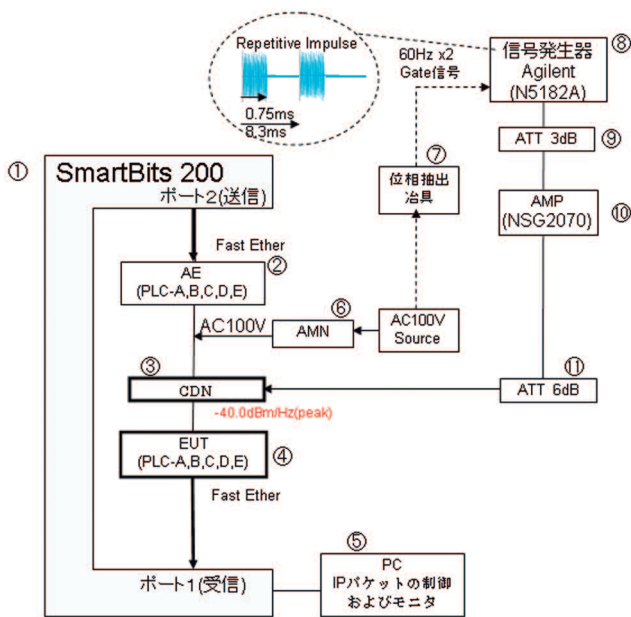 Repetitive Impulse
0.75ms
8.3ms
60Hz x2
Gate信号
信号発生器
Agilent
(N5182A)
⑧
ATT 3dB
⑨
⑦
位相抽出
冶具
AMP
(NSG2070)
⑩
①
SmartBits 200
ポート2(送信)
Fast Ether
②
AE
(PLC-A,B,C,D,E)
⑥
AC100V
AMN
AC100V
Source
③
CDN
-40.0dBm/Hz(peak)
⑪
ATT 6dB
EUT
(PLC-A,B,C,D,E)
④
Fast Ether
⑤
PC
IPパケットの制御
およびモニタ
ポート1(受信)